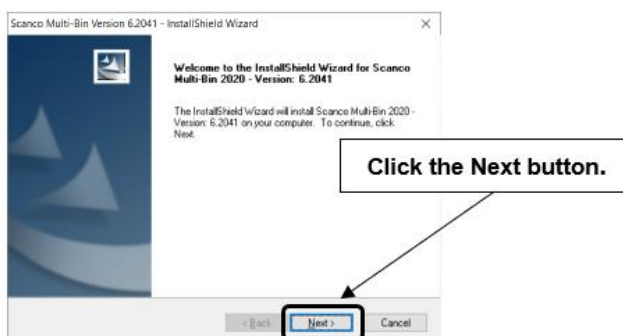 Scanco Multi-Bin Version 6.2041 - InstallShield Wizard
Welcome to the InstallShield Wizard for Scanco
Multi-Bin 2020 - Version: 6.2041
The InstallShield Wizard will install Scanco Multi-Bin 2020 -
Version: 6.2041 on your computer. To continue, click
Next.
Click the Next button.
< Back
Next >
Cancel